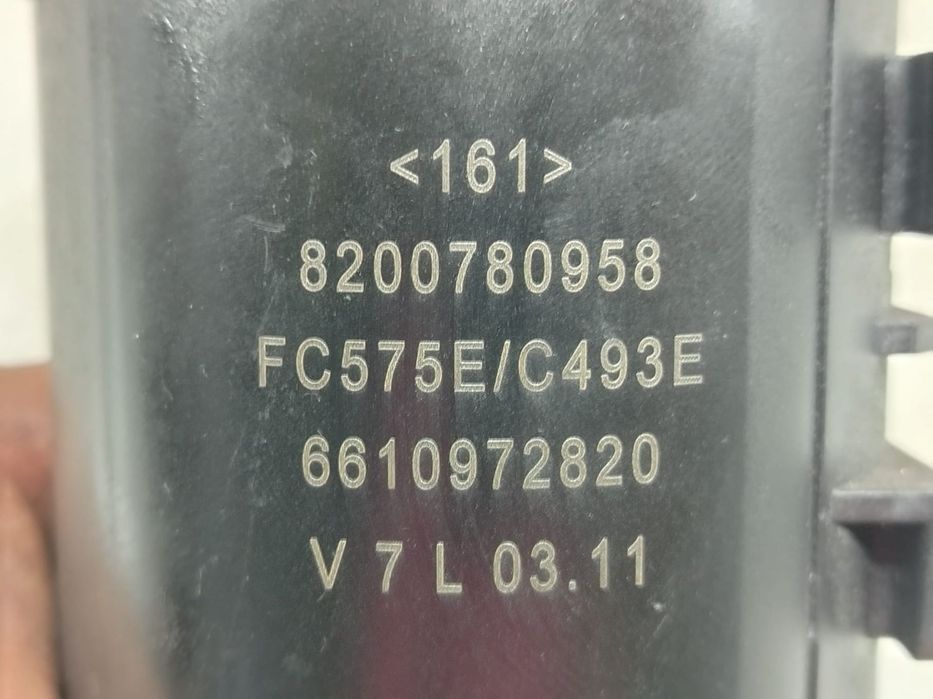 <161>
8200780958
FC575E/C493E
6610972820
V 7 L 03.11